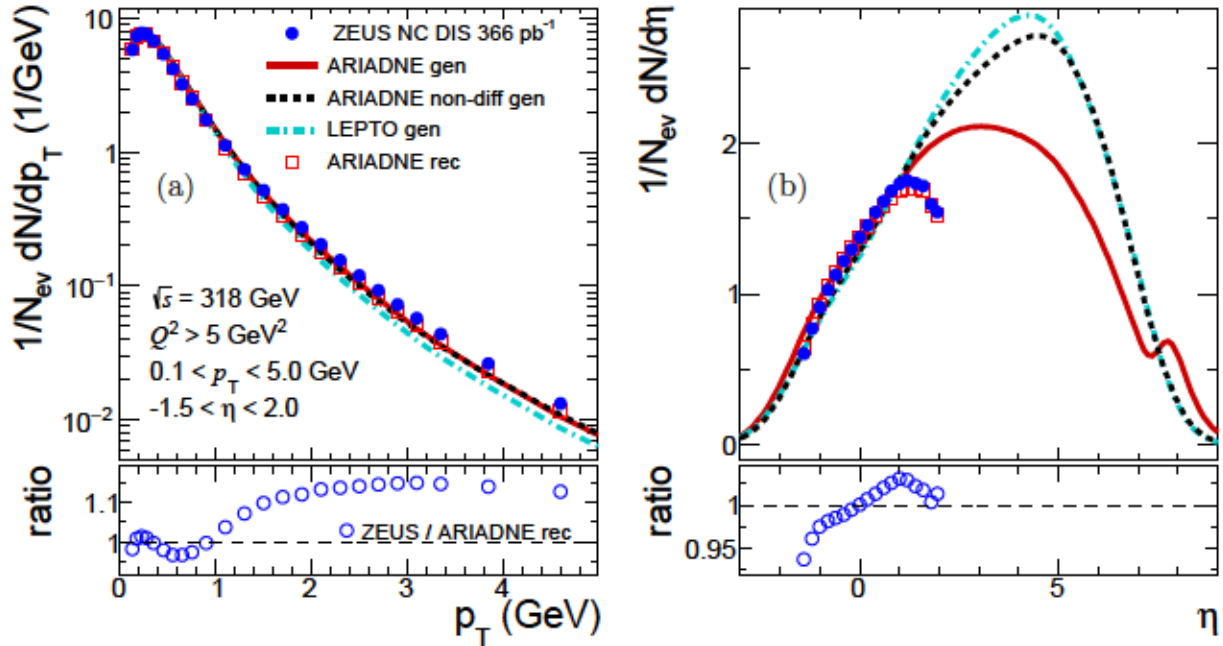 1/N_ev dN/dp_T (1/GeV)
10
1
10⁻¹
10⁻²
ZEUS NC DIS 366 pb⁻¹
ARIADNE gen
ARIADNE non-diff gen
LEPTO gen
ARIADNE rec
(a)
√s = 318 GeV
Q² > 5 GeV²
0.1 < p_T < 5.0 GeV
-1.5 < η < 2.0
ratio
1.1
1
ZEUS / ARIADNE rec
0 1 2 3 4
p_T (GeV)
1/N_ev dN/dη
2
1
0
(b)
ratio
1
0.95
0 5
η